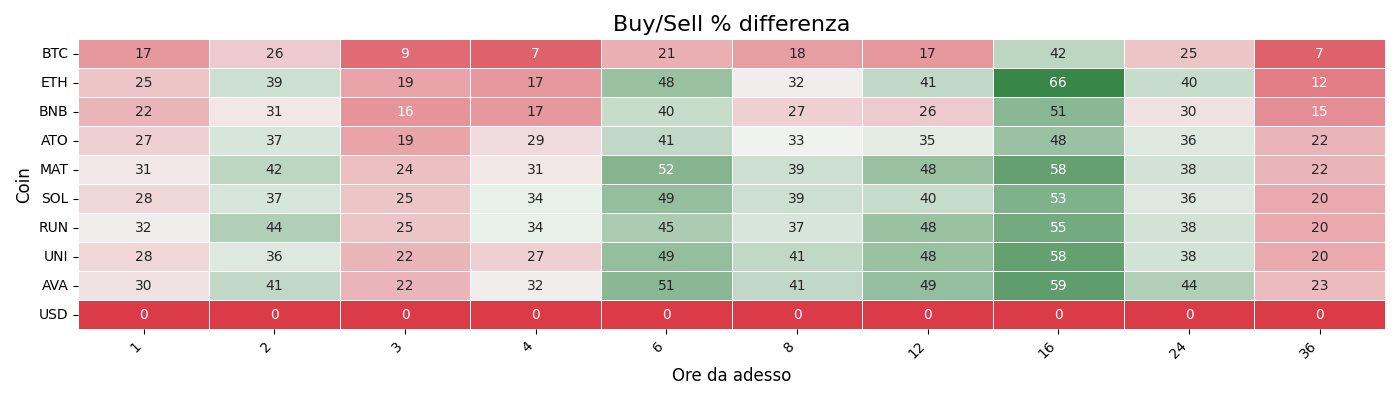 Buy/Sell % differenza
Coin
BTC 17 26 9 7 21 18 17 42 25 7
ETH 25 39 19 17 48 32 41 66 40 12
BNB 22 31 16 17 40 27 26 51 30 15
ATO 27 37 19 29 41 33 35 48 36 22
MAT 31 42 24 31 52 39 48 58 38 22
SOL 28 37 25 34 49 39 40 53 36 20
RUN 32 44 25 34 45 37 48 55 38 20
UNI 28 36 22 27 49 41 48 58 38 20
AVA 30 41 22 32 51 41 49 59 44 23
USD 0 0 0 0 0 0 0 0 0 0
1 2 3 4 6 8 12 16 24 36
Ore da adesso